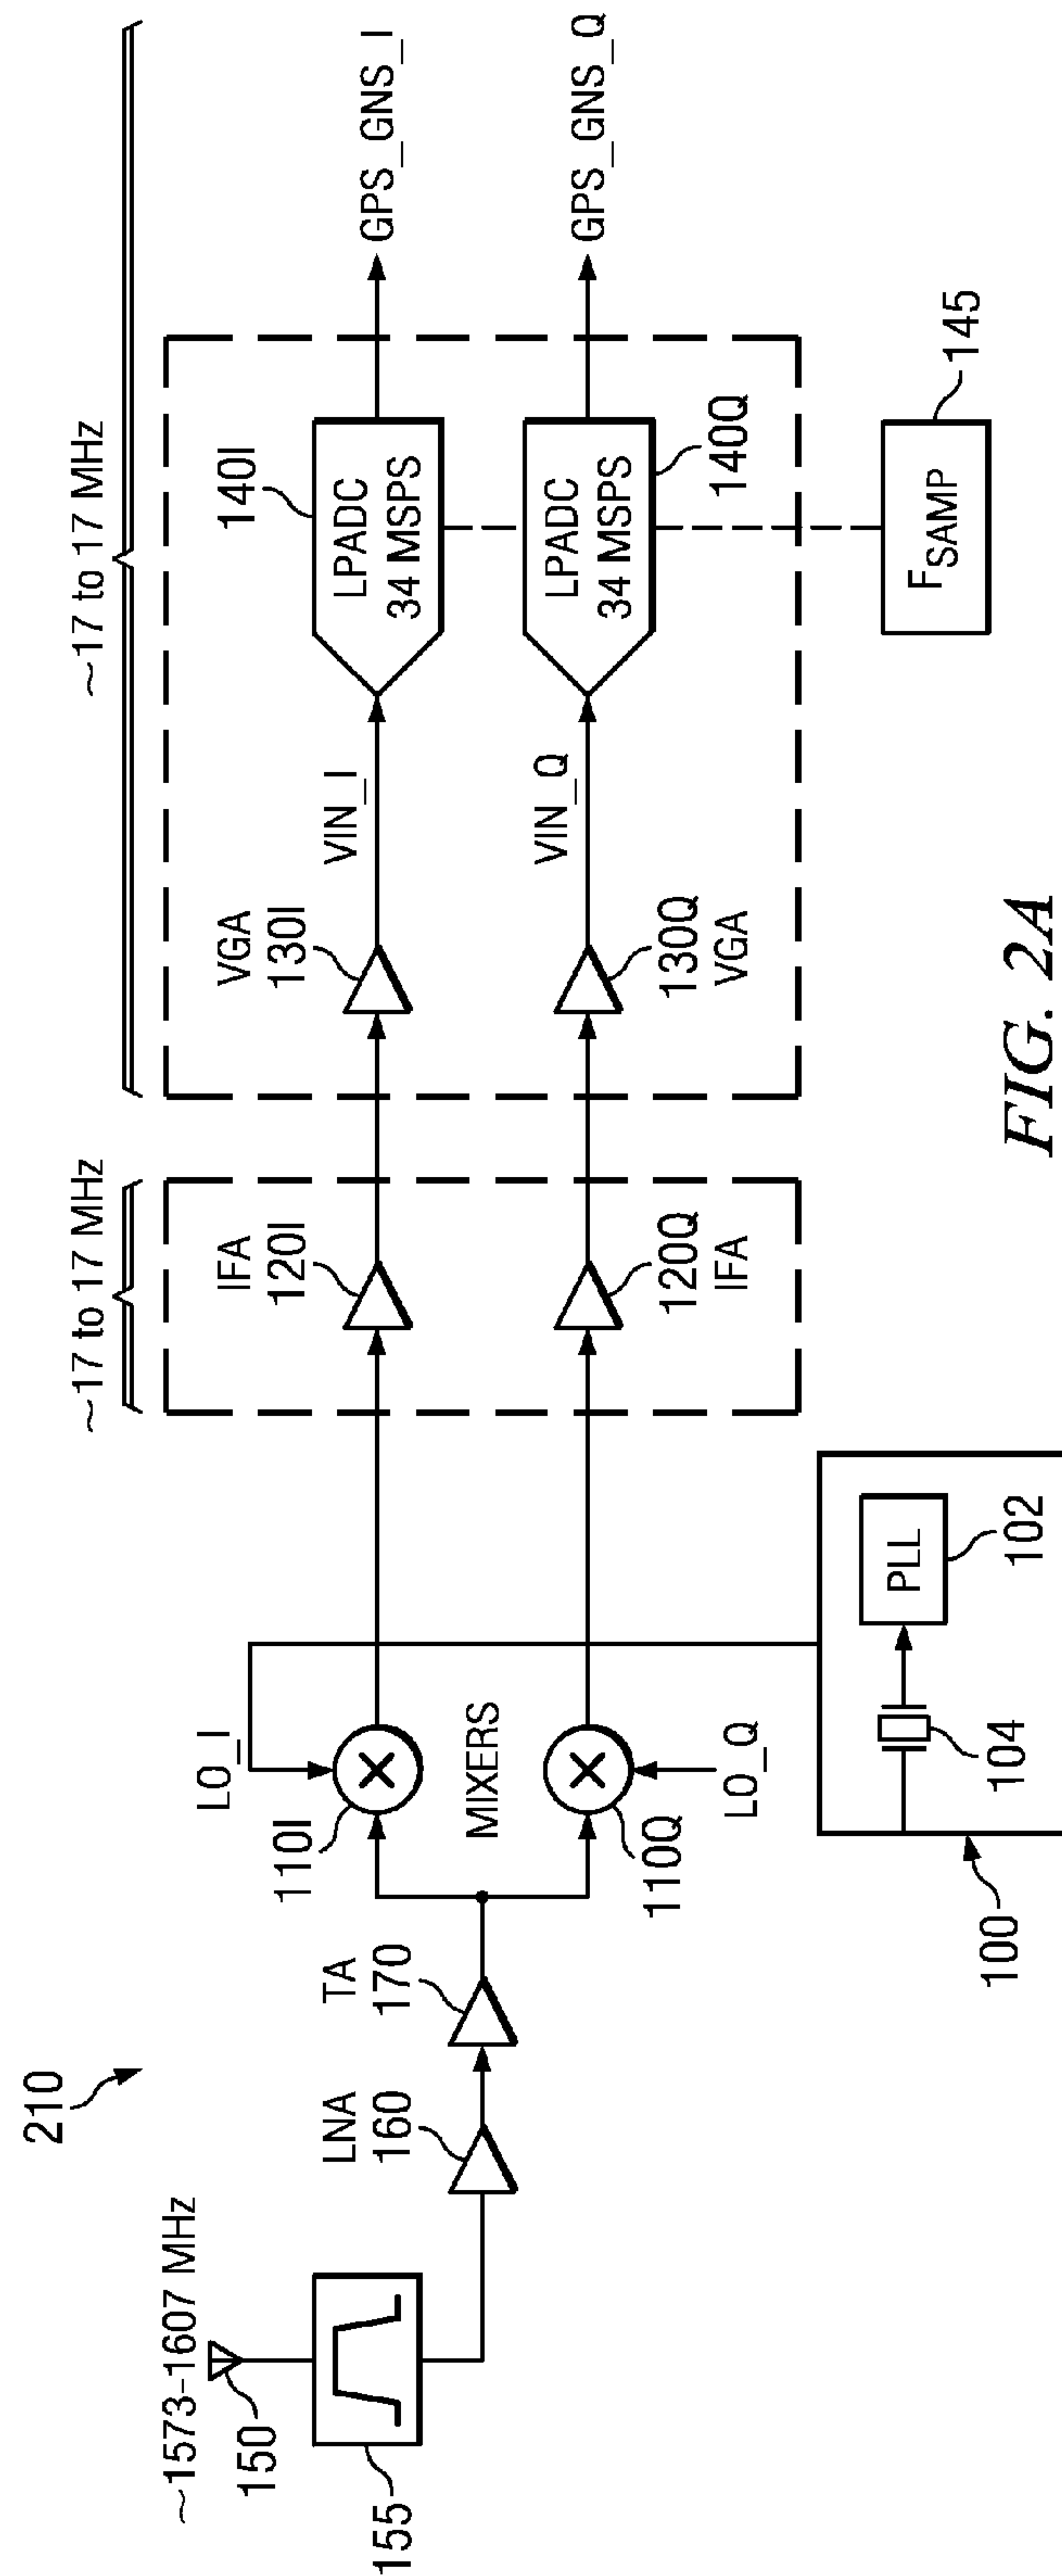 210
~1573-1607 MHz
150
155
LNA
160
TA
170
110I
LO_I
MIXERS
110Q
LO_Q
100
104
PLL
102
~17 to 17 MHz
IFA
120I
120Q
IFA
~17 to 17 MHz
VGA
130I
130Q
VGA
VIN_I
VIN_Q
140I
LPADC
34 MSPS
LPADC
34 MSPS
140Q
GPS_GNS_I
GPS_GNS_Q
FSAMP
145
FIG. 2A